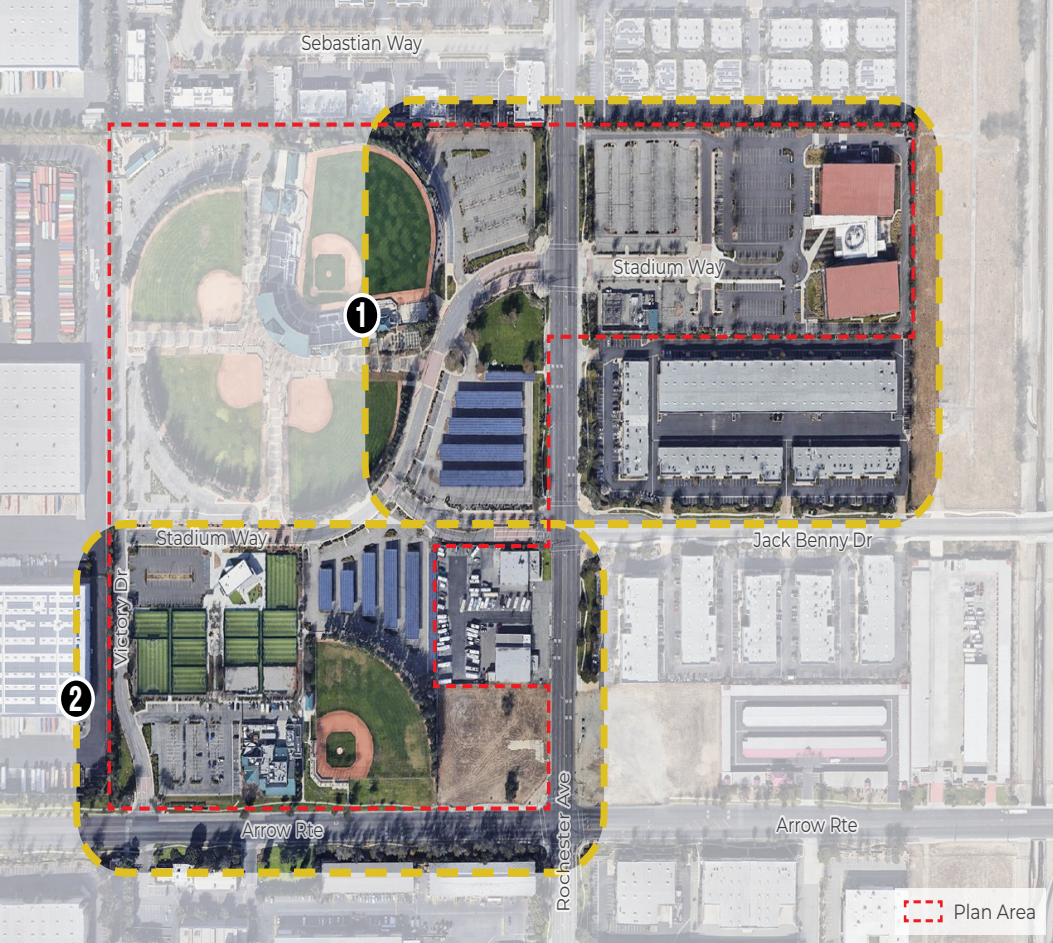 Sebastian Way
Stadium Way
1
Stadium Way
Jack Benny Dr
Victory Dr
2
Rochester Ave
Arrow Rte
Arrow Rte
Plan Area